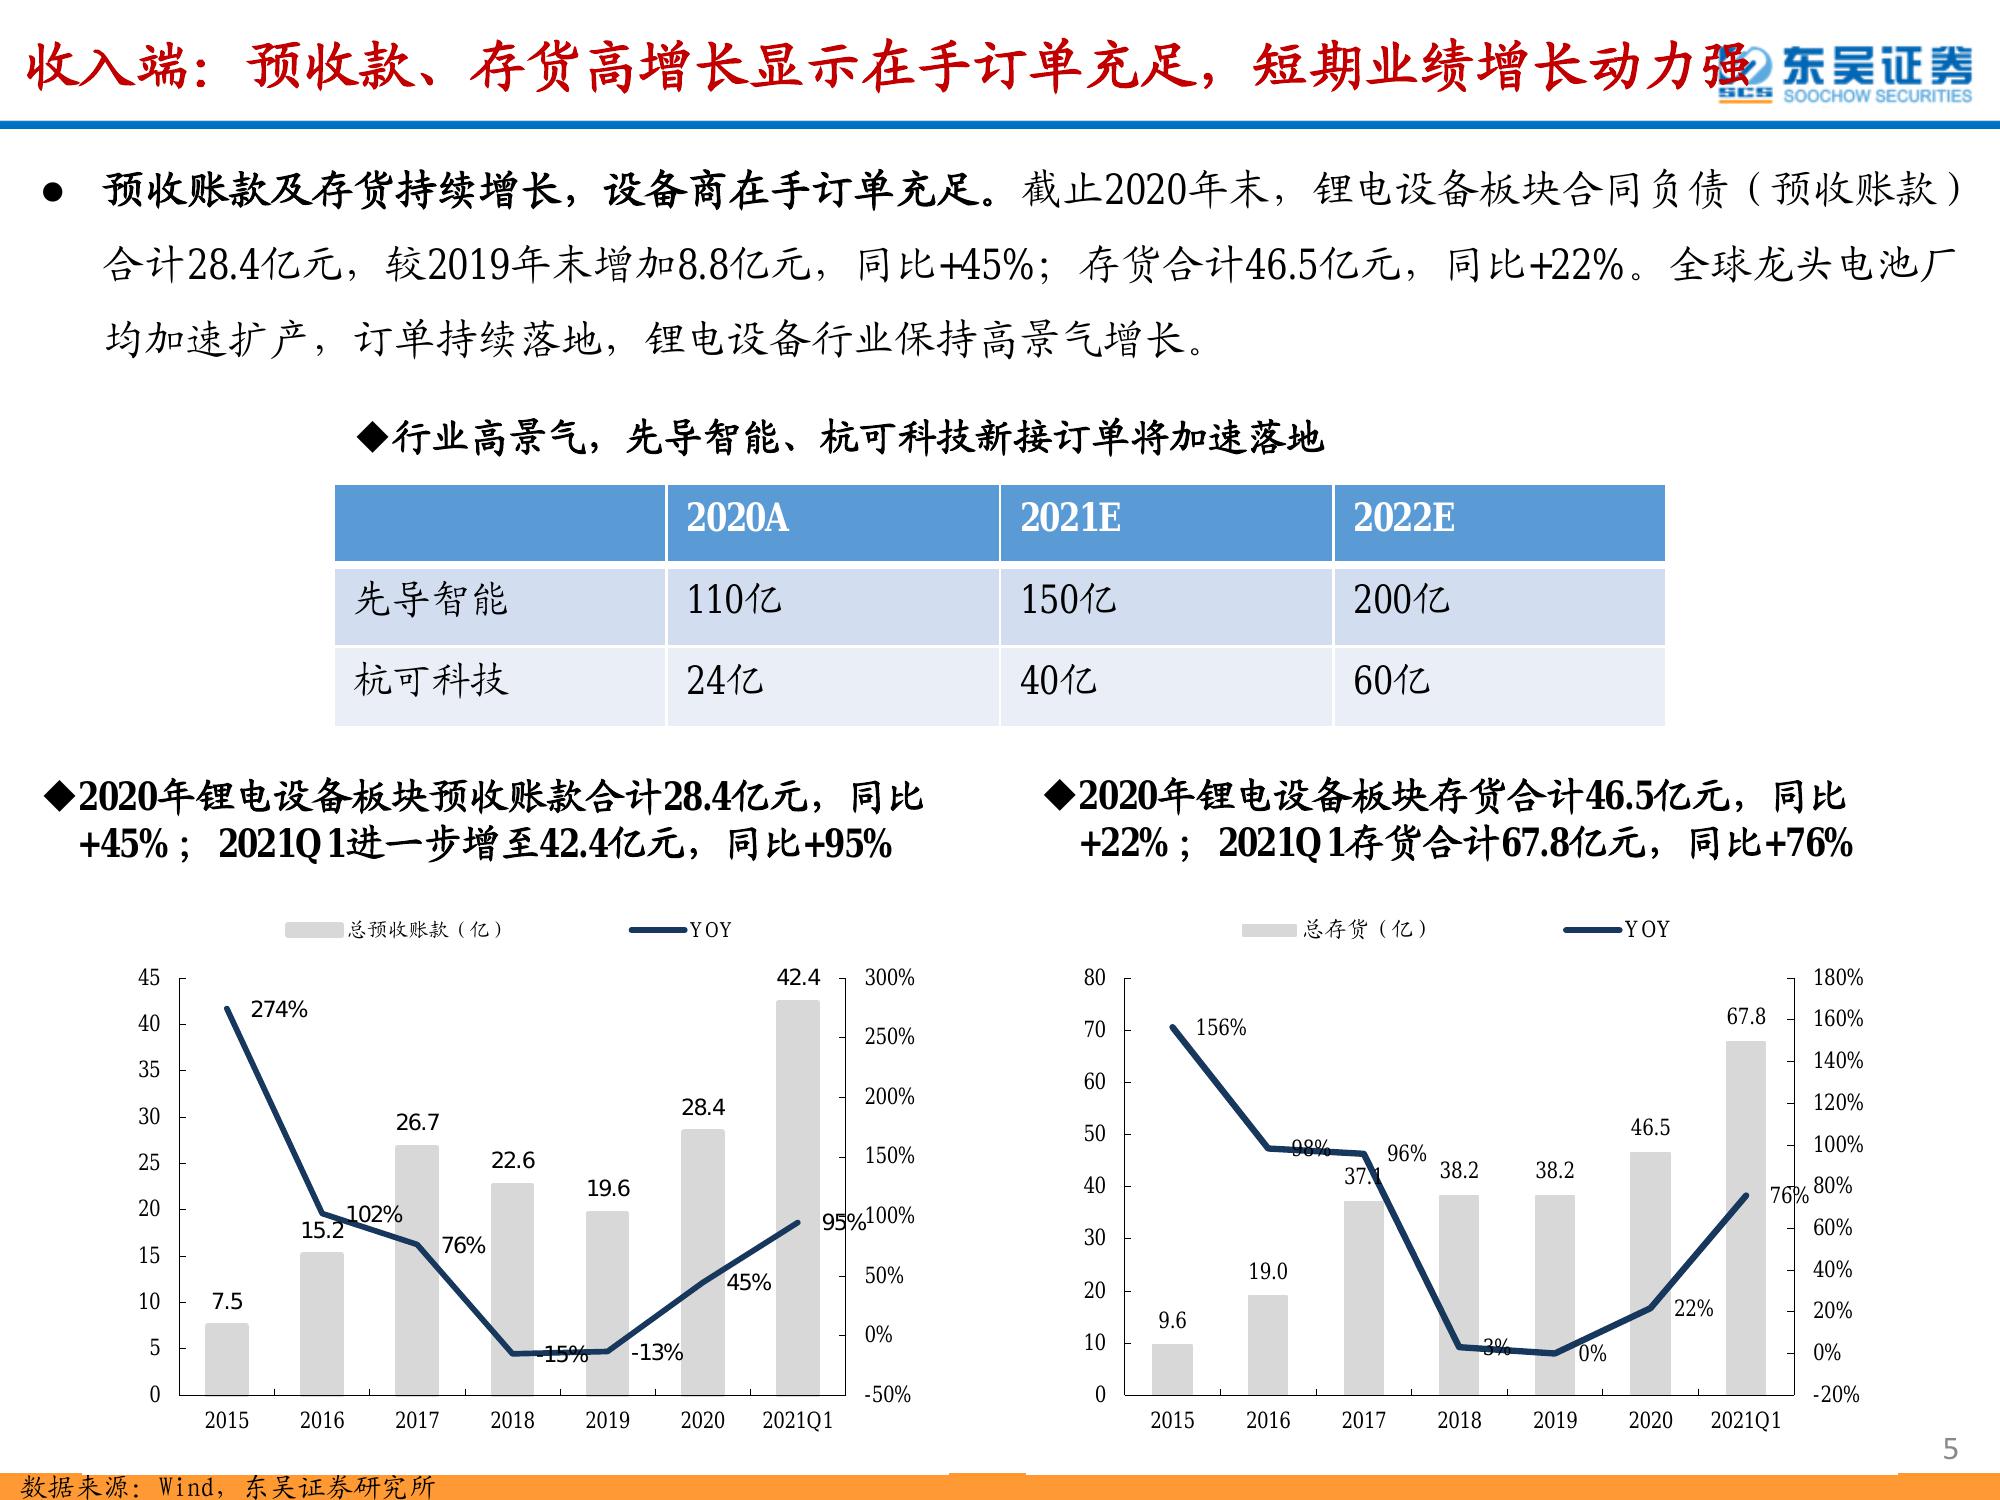 收入端：预收款、存货高增长显示在手订单充足，短期业绩增长动力强
东吴证券
SCS SOOCHOW SECURITIES
● 预收账款及存货持续增长，设备商在手订单充足。截止2020年末，锂电设备板块合同负债（预收账款）
合计28.4亿元，较2019年末增加8.8亿元，同比+45%；存货合计46.5亿元，同比+22%。全球龙头电池厂
均加速扩产，订单持续落地，锂电设备行业保持高景气增长。
◆行业高景气，先导智能、杭可科技新接订单将加速落地
2020A 2021E 2022E
先导智能 110亿 150亿 200亿
杭可科技 24亿 40亿 60亿
◆2020年锂电设备板块预收账款合计28.4亿元，同比
+45%；2021Q1进一步增至42.4亿元，同比+95%
总预收账款（亿） YOY
45 40 35 30 25 20 15 10 5 0
300% 250% 200% 150% 100% 50% 0% -50%
7.5 15.2 26.7 22.6 19.6 28.4 42.4
274% 102% 76% -15% -13% 45% 95%
2015 2016 2017 2018 2019 2020 2021Q1
◆2020年锂电设备板块存货合计46.5亿元，同比
+22%；2021Q1存货合计67.8亿元，同比+76%
总存货（亿） YOY
80 70 60 50 40 30 20 10 0
180% 160% 140% 120% 100% 80% 60% 40% 20% 0% -20%
9.6 19.0 37.1 38.2 38.2 46.5 67.8
156% 98% 96% 3% 0% 22% 76%
2015 2016 2017 2018 2019 2020 2021Q1
5
数据来源：Wind，东吴证券研究所